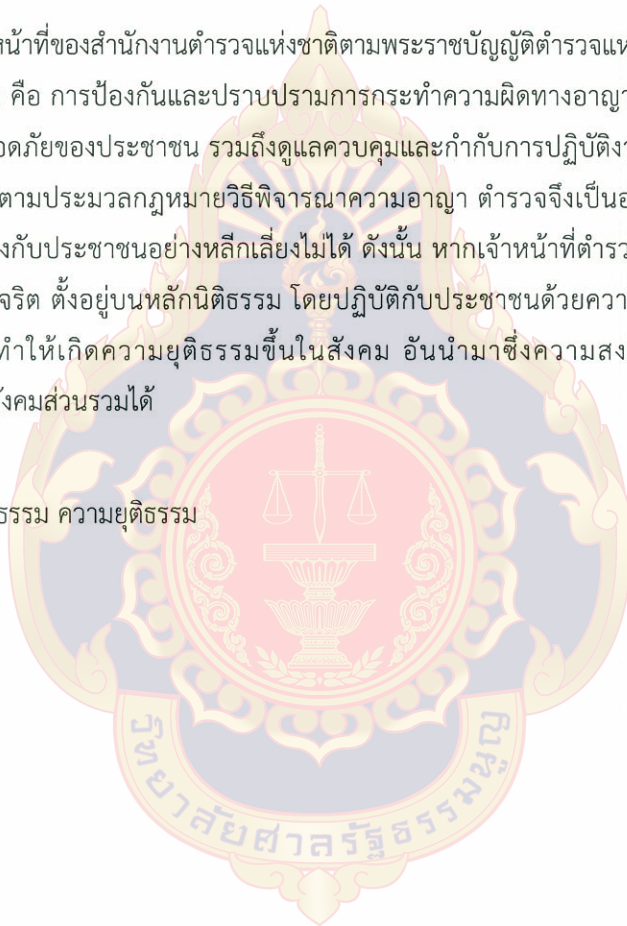 หน้าที่ของสำนักงานตำรวจแห่งชาติตามพระราชบัญญัติตำรวจแห่
คือ การป้องกันและปราบปรามการกระทำความผิดทางอาญา
อดภัยของประชาชน รวมถึงดูแลควบคุมและกำกับการปฏิบัติงา
ตามประมวลกฎหมายวิธีพิจารณาความอาญา ตำรวจจึงเป็นอ
งกับประชาชนอย่างหลีกเลี่ยงไม่ได้ ดังนั้น หากเจ้าหน้าที่ตำรว
จริต ตั้งอยู่บนหลักนิติธรรม โดยปฏิบัติกับประชาชนด้วยควา
ทำให้เกิดความยุติธรรมขึ้นในสังคม อันนำมาซึ่งความสง
ังคมส่วนรวมได้
ธรรม ความยุติธรรม
วิทยาลัยศาลรัฐธรรมนูญ